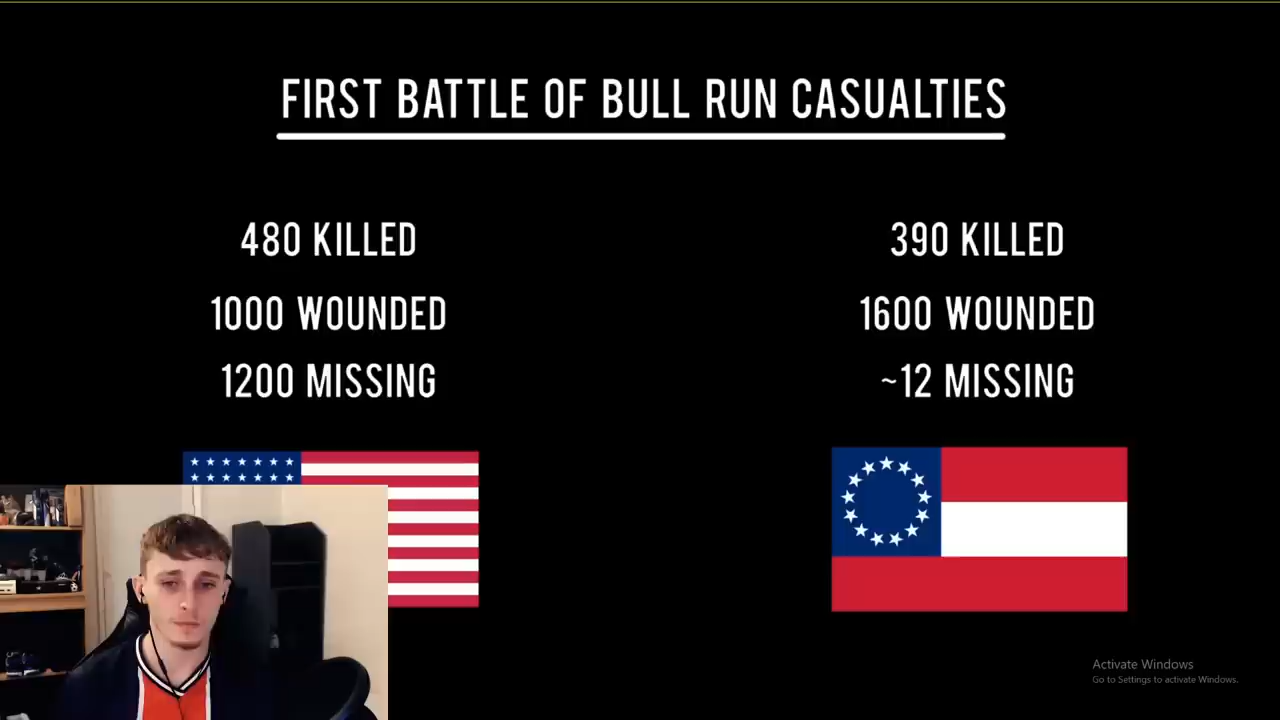 FIRST BATTLE OF BULL RUN CASUALTIES
480 KILLED
1000 WOUNDED
1200 MISSING
390 KILLED
1600 WOUNDED
~12 MISSING
Activate Windows
Go to Settings to activate Windows.